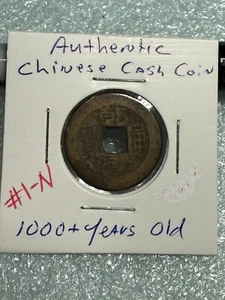 Authentic
Chinese Cash Coin
#1-N
1000+ years old